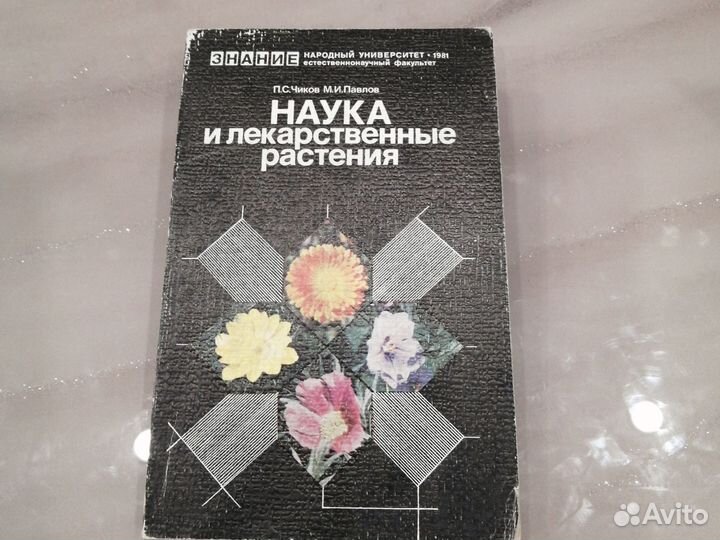 ЗНАНИЕ НАРОДНЫЙ УНИВЕРСИТЕТ • 1981
естественнонаучный факультет
П.С.Чиков М.И.Павлов
НАУКА
и лекарственные
растения
Avito